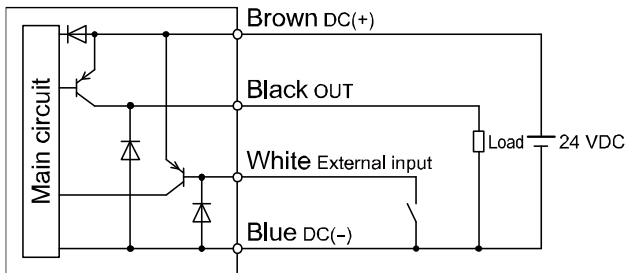 Main circuit
Brown DC(+)
Black OUT
White External input
Blue DC(−)
Load
24 VDC